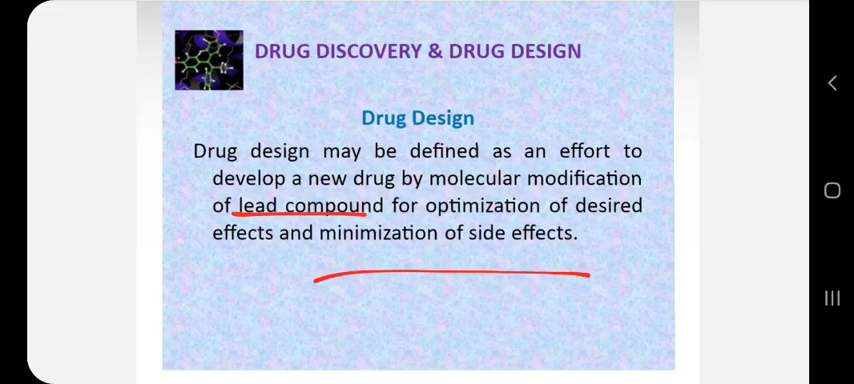 DRUG DISCOVERY & DRUG DESIGN
Drug Design
Drug design may be defined as an effort to
develop a new drug by molecular modification
of lead compound for optimization of desired
effects and minimization of side effects.